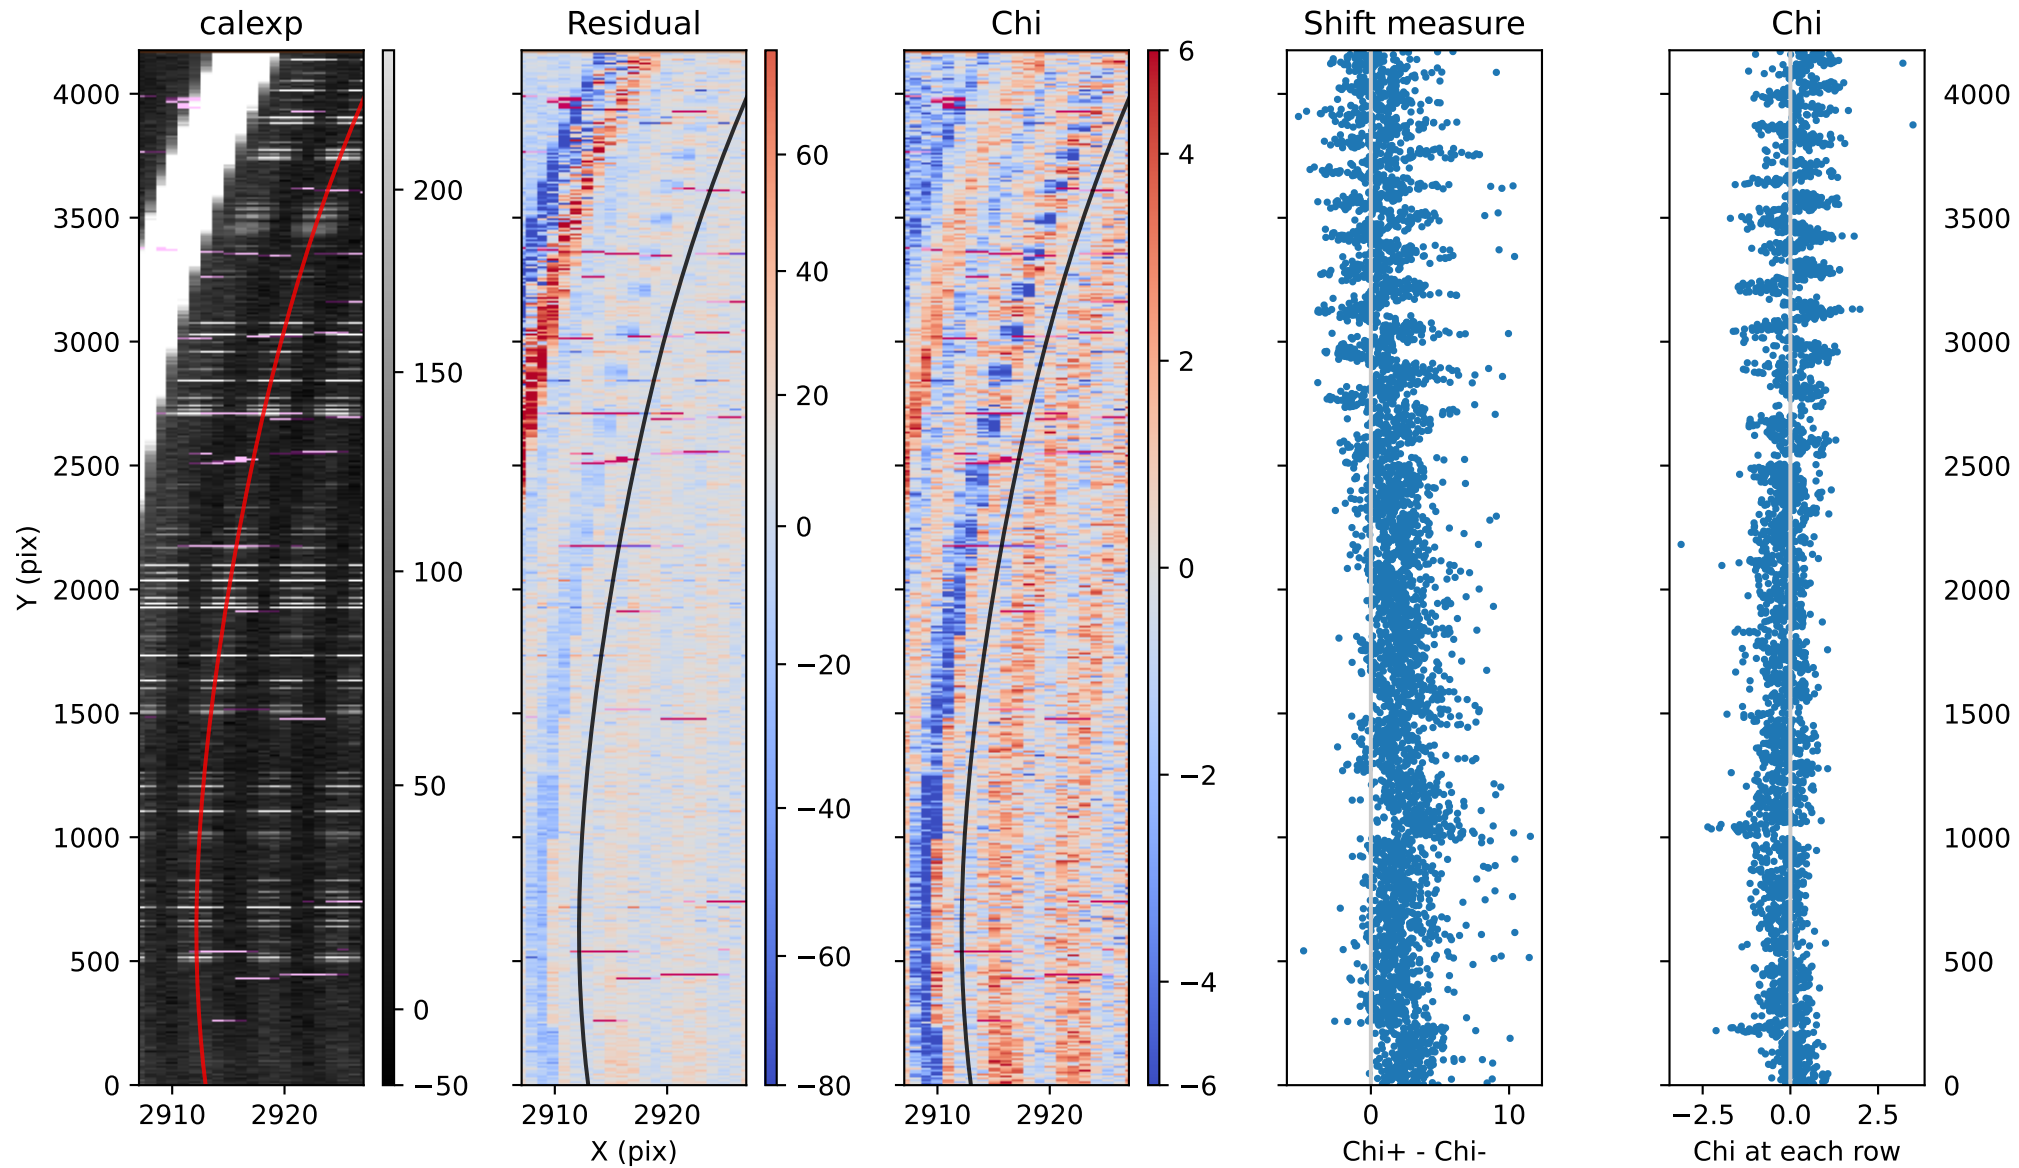 calexp Residual Chi Shift measure Chi
4000 3500 3000 2500 2000 1500 1000 500 0
Y (pix)
2910 2920
200 150 100 50 0 −50
2910 2920
X (pix)
60 40 20 0 −20 −40 −60 −80
2910 2920
6 4 2 0 −2 −4 −6
0 10
Chi+ - Chi-
−2.5 0.0 2.5
Chi at each row
4000 3500 3000 2500 2000 1500 1000 500 0